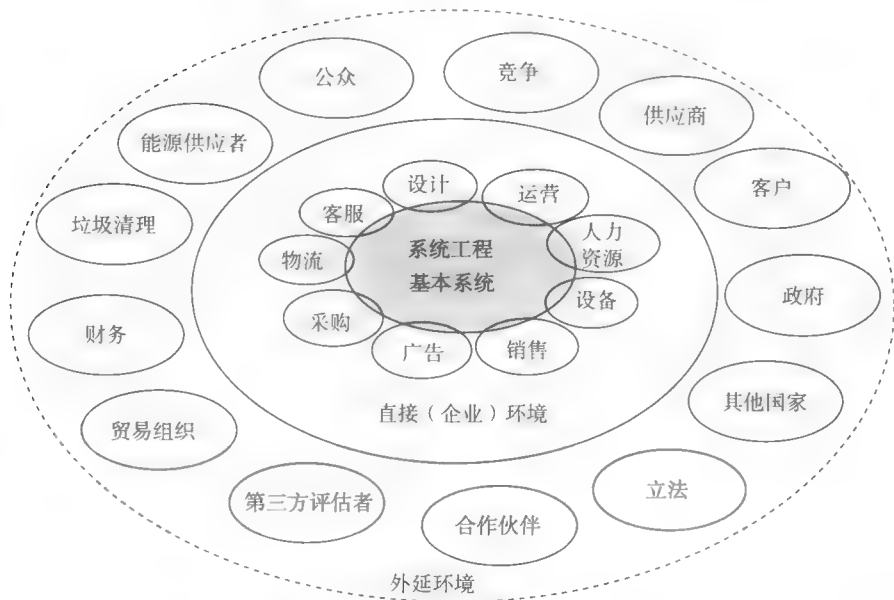 公众
竞争
供应商
能源供应者
客户
垃圾清理
设计
运营
客服
人力
资源
物流
系统工程
基本系统
设备
政府
采购
财务
广告
销售
其他国家
直接（企业）环境
贸易组织
第三方评估者
立法
合作伙伴
外延环境